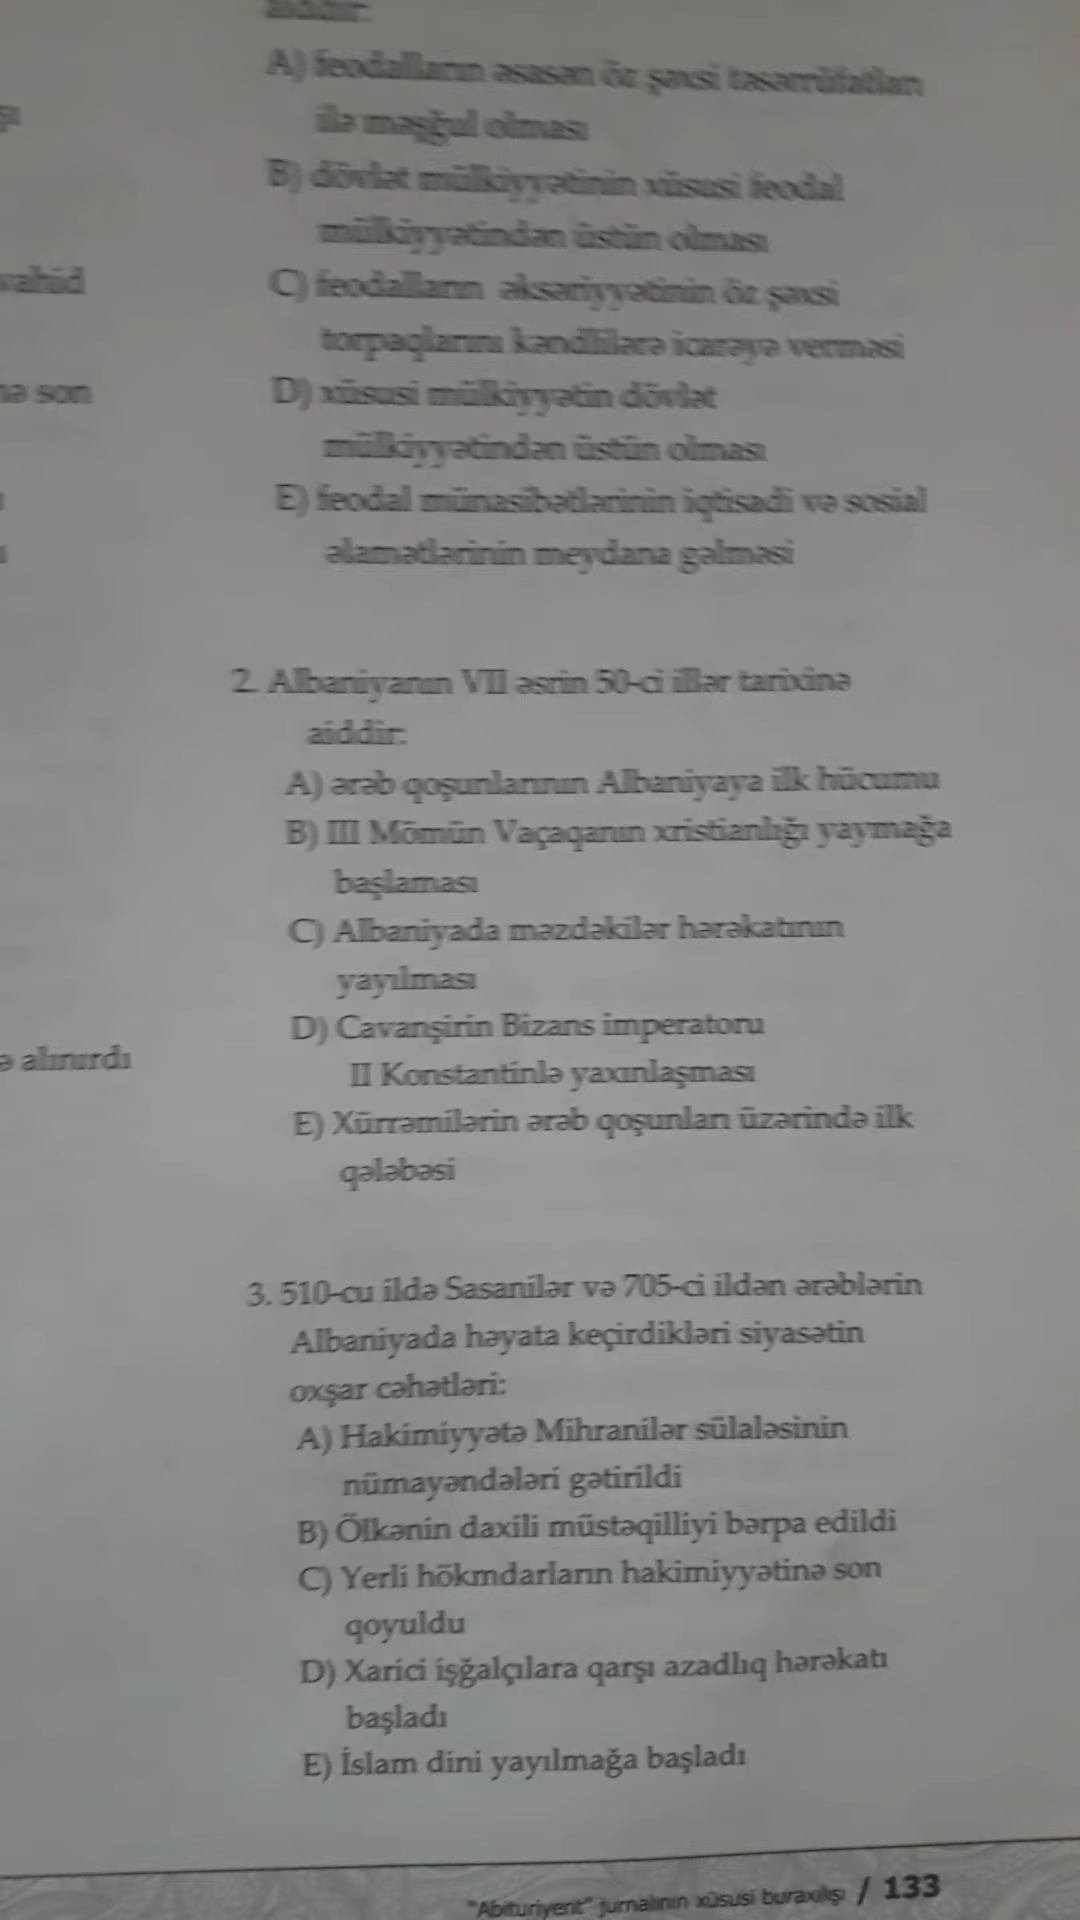 aiddir:
A) feodalların əsasən öz şəxsi təsərrüfatları
ilə məşğul olması
B) dövlət mülkiyyətinin xüsusi feodal
mülkiyyətindən üstün olması
vahid
C) feodalların əksəriyyətinin öz şəxsi
torpaqlarını kəndlilərə icarəyə verməsi
nə son
D) xüsusi mülkiyyətin dövlət
mülkiyyətindən üstün olması
E) feodal münasibətlərinin iqtisadi və sosial
əlamətlərinin meydana gəlməsi
2. Albaniyanın VII əsrin 50-ci illər tarixinə
aiddir:
A) ərəb qoşunlarının Albaniyaya ilk hücumu
B) III Mömün Vaçaqanın xristianlığı yaymağa
başlaması
C) Albaniyada məzdəkilər hərəkatının
yayılması
D) Cavanşirin Bizans imperatoru
II Konstantinlə yaxınlaşması
ə alınırdı
E) Xürrəmilərin ərəb qoşunları üzərində ilk
qələbəsi
3. 510-cu ildə Sasanilər və 705-ci ildən ərəblərin
Albaniyada həyata keçirdikləri siyasətin
oxşar cəhətləri:
A) Hakimiyyətə Mihranilər sülaləsinin
nümayəndələri gətirildi
B) Ölkənin daxili müstəqilliyi bərpa edildi
C) Yerli hökmdarların hakimiyyətinə son
qoyuldu
D) Xarici işğalçılara qarşı azadlıq hərəkatı
başladı
E) İslam dini yayılmağa başladı
"Abituriyent" jurnalının xüsusi buraxılışı / 133